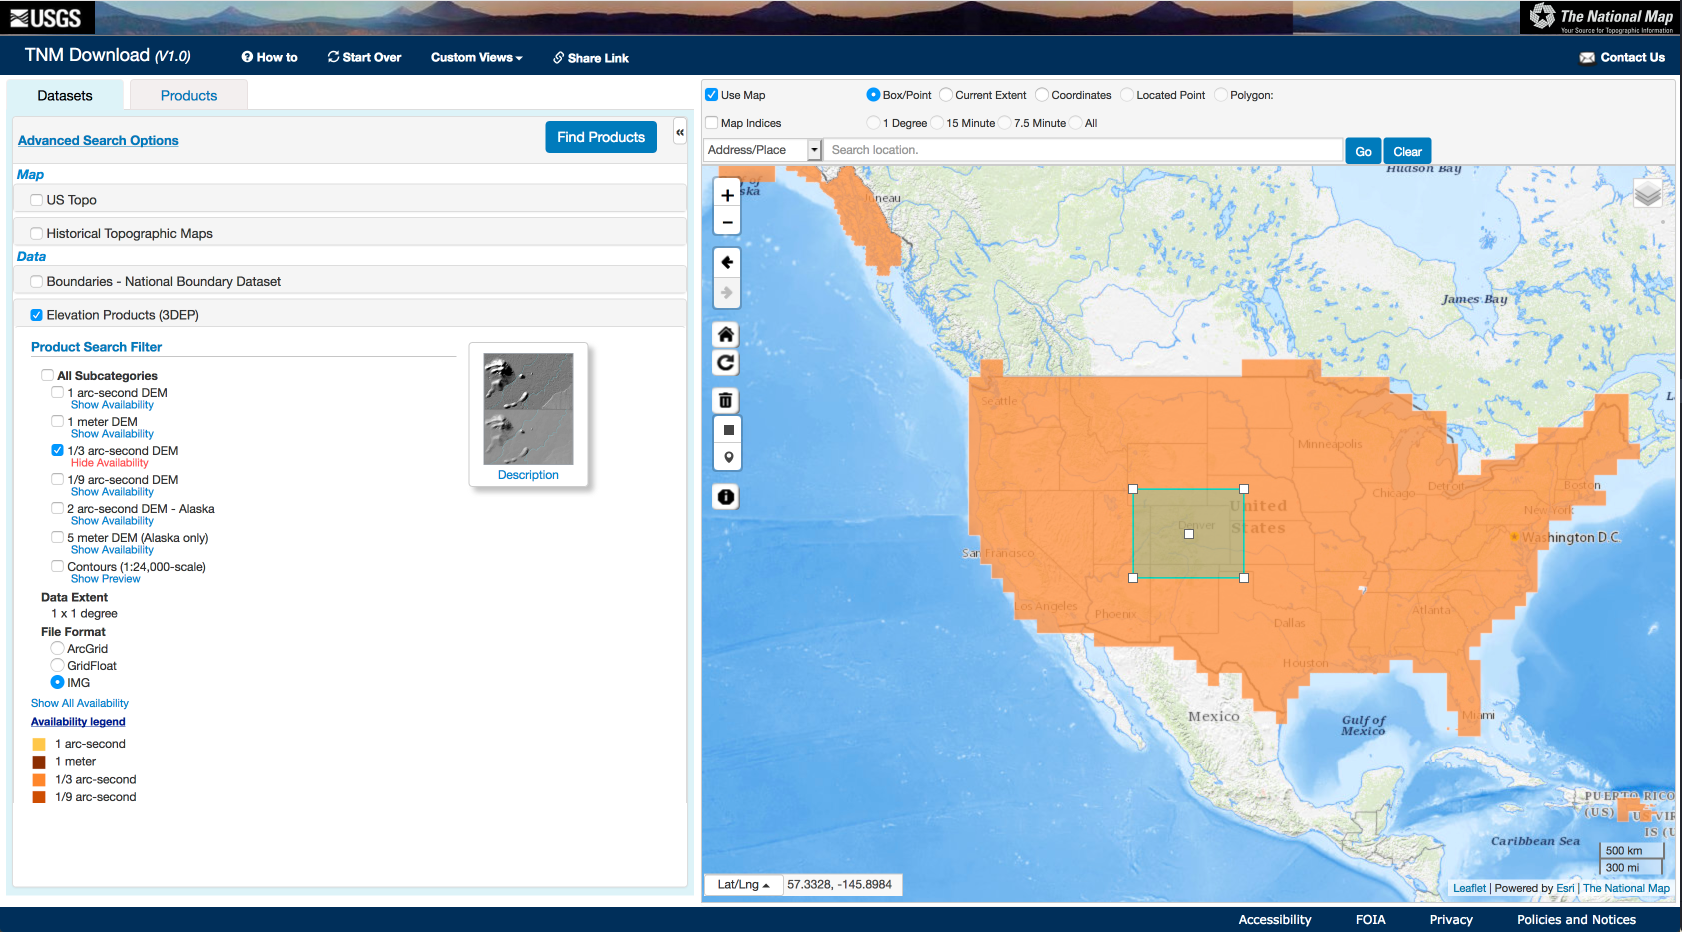 USGS
The National Map
Your Source for Topographic Information
TNM Download (V1.0)
How to
Start Over
Custom Views
Share Link
Contact Us
Datasets
Products
Advanced Search Options
Find Products
«
Map
US Topo
Historical Topographic Maps
Data
Boundaries - National Boundary Dataset
Elevation Products (3DEP)
Product Search Filter
All Subcategories
1 arc-second DEM
Show Availability
1 meter DEM
Show Availability
1/3 arc-second DEM
Hide Availability
1/9 arc-second DEM
Show Availability
2 arc-second DEM - Alaska
Show Availability
5 meter DEM (Alaska only)
Show Availability
Contours (1:24,000-scale)
Show Preview
Data Extent
1 x 1 degree
File Format
ArcGrid
GridFloat
IMG
Show All Availability
Availability legend
1 arc-second
1 meter
1/3 arc-second
1/9 arc-second
Description
Use Map
Box/Point
Current Extent
Coordinates
Located Point
Polygon:
Map Indices
1 Degree
15 Minute
7.5 Minute
All
Address/Place
Search location.
Go
Clear
Hudson Bay
+
−
Juneau
James Bay
Seattle
Minneapolis
Chicago
Detroit
Boston
New York
United
States
Denver
Washington D.C.
San Francisco
Los Angeles
Phoenix
Atlanta
Dallas
Houston
Miami
Mexico
Gulf of
Mexico
PUERTO RICO
(US)
US VIR
IS (U
Caribbean Sea
500 km
300 mi
Lat/Lng
57.3328, -145.8984
Leaflet | Powered by Esri | The National Map
Accessibility
FOIA
Privacy
Policies and Notices